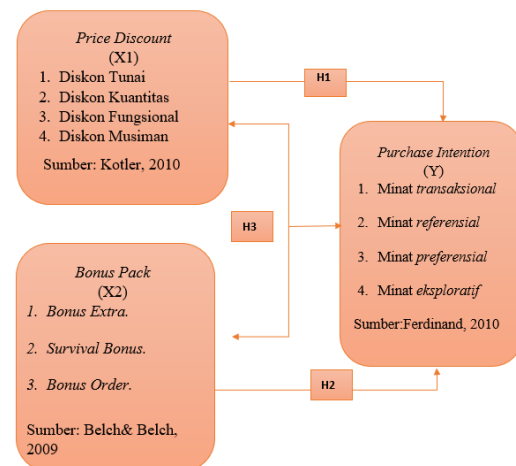 Price Discount
(X1)
1. Diskon Tunai
2. Diskon Kuantitas
3. Diskon Fungsional
4. Diskon Musiman
Sumber: Kotler, 2010
H1
Purchase Intention
(Y)
1. Minat transaksional
2. Minat referensial
3. Minat preferensial
4. Minat eksploratif
Sumber:Ferdinand, 2010
H3
Bonus Pack
(X2)
1. Bonus Extra.
2. Survival Bonus.
3. Bonus Order.
Sumber: Belch& Belch,
2009
H2